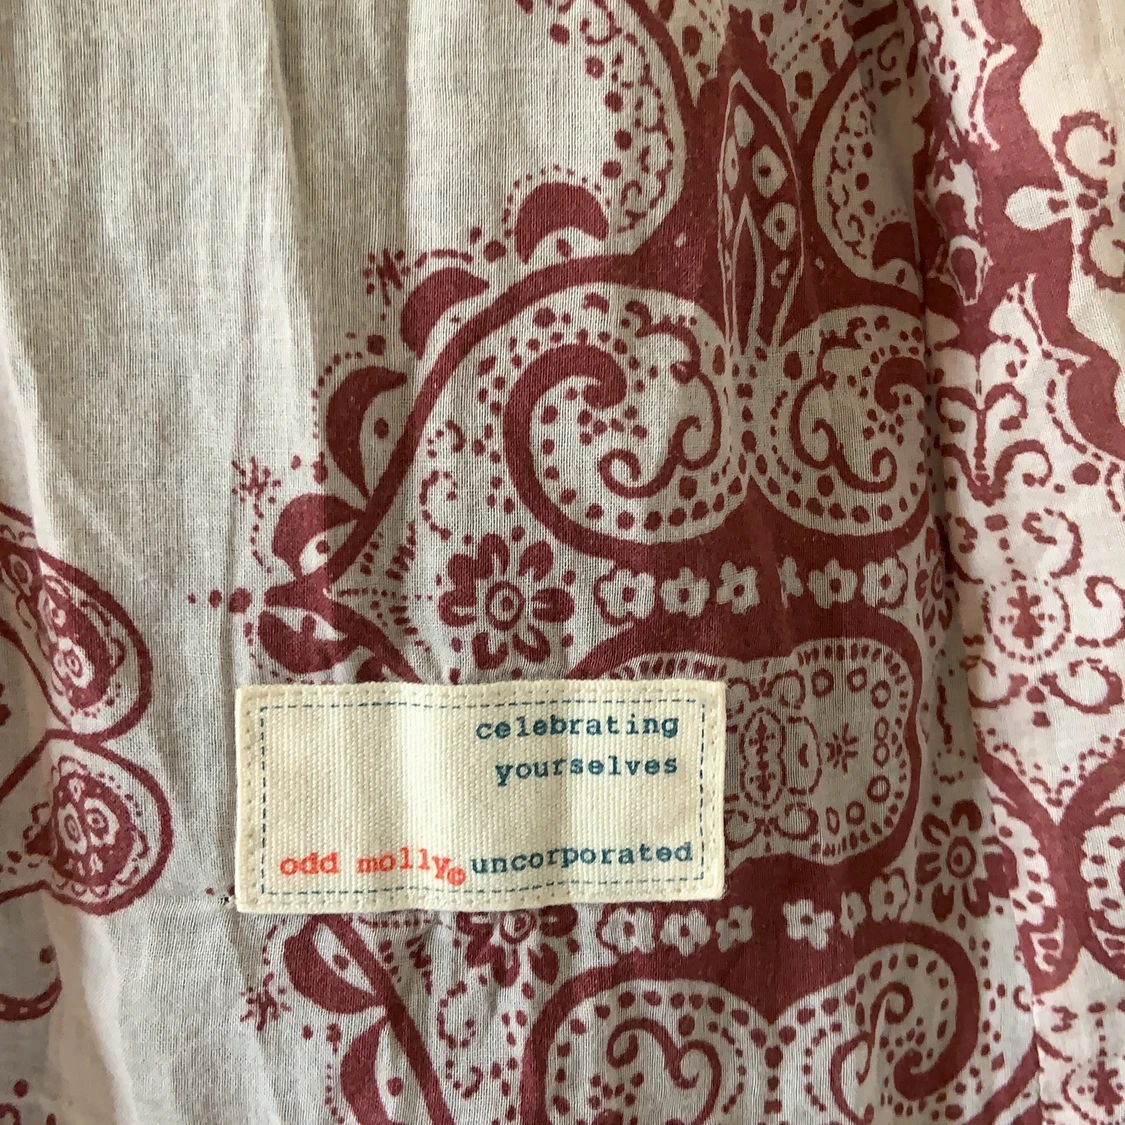 celebrating
yourselves
odd molly© uncorporated